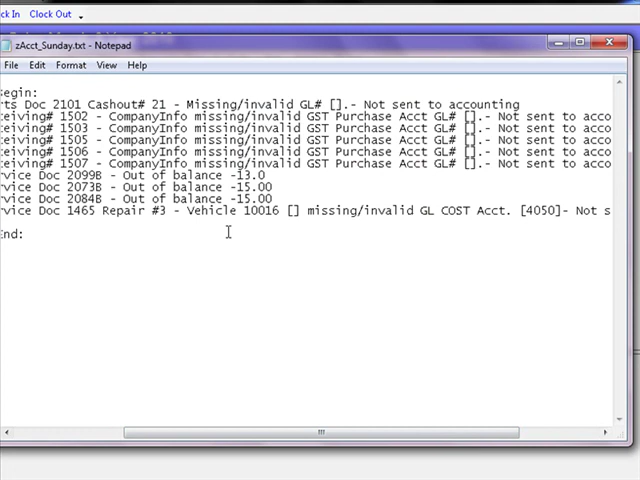 ck In Clock Out
zAcct_Sunday.txt - Notepad
File Edit Format View Help
Begin:
rts Doc 2101 Cashout# 21 - Missing/invalid GL# [].- Not sent to accounting
ceiving# 1502 - CompanyInfo missing/invalid GST Purchase Acct GL# [].- Not sent to acco
ceiving# 1503 - CompanyInfo missing/invalid GST Purchase Acct GL# [].- Not sent to acco
ceiving# 1505 - CompanyInfo missing/invalid GST Purchase Acct GL# [].- Not sent to acco
ceiving# 1506 - CompanyInfo missing/invalid GST Purchase Acct GL# [].- Not sent to acco
ceiving# 1507 - CompanyInfo missing/invalid GST Purchase Acct GL# [].- Not sent to acco
rvice Doc 2099B - Out of balance -13.0
rvice Doc 2073B - Out of balance -15.00
rvice Doc 2084B - Out of balance -15.00
rvice Doc 1465 Repair #3 - Vehicle 10016 [] missing/invalid GL COST Acct. [4050]- Not s
End: